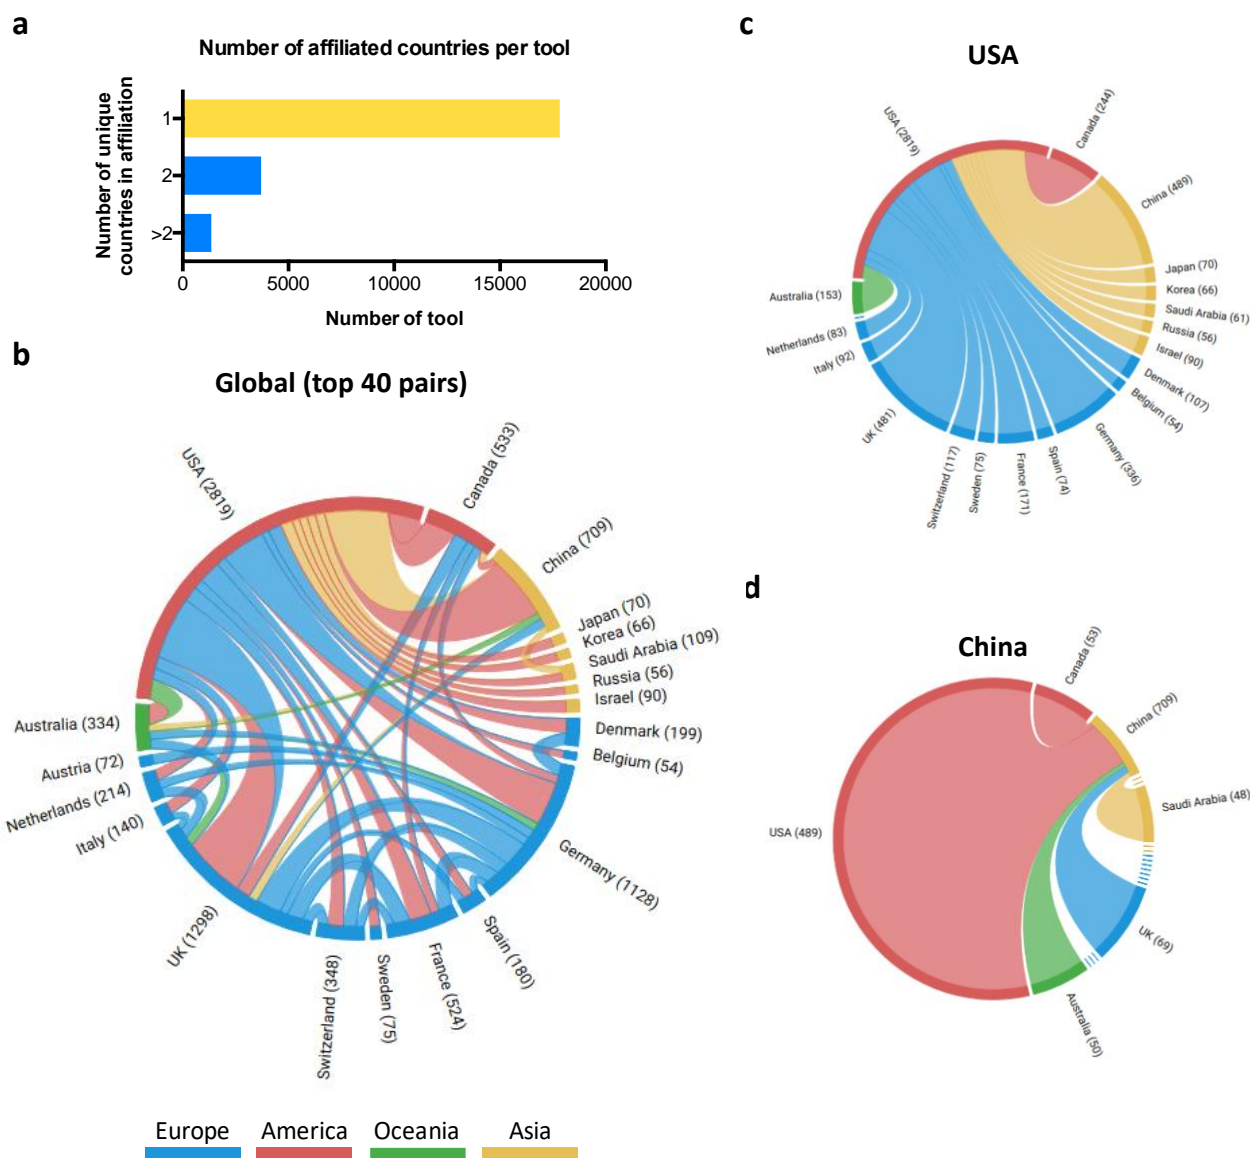 a
Number of affiliated countries per tool
Number of unique
countries in affiliation
1
2
>2
0
5000
10000
15000
20000
Number of tool
b
Global (top 40 pairs)
USA (2819)
Canada (533)
China (709)
Japan (70)
Korea (66)
Saudi Arabia (109)
Russia (56)
Israel (90)
Denmark (199)
Belgium (54)
Germany (1128)
Spain (180)
France (524)
Sweden (75)
Switzerland (348)
UK (1298)
Italy (140)
Netherlands (214)
Austria (72)
Australia (334)
Europe
America
Oceania
Asia
c
USA
USA (2819)
Canada (244)
China (489)
Japan (70)
Korea (66)
Saudi Arabia (61)
Russia (56)
Israel (90)
Denmark (107)
Belgium (54)
Germany (336)
Spain (74)
France (171)
Sweden (75)
Switzerland (117)
UK (481)
Italy (92)
Netherlands (83)
Australia (153)
d
China
Canada (53)
China (709)
Saudi Arabia (48)
UK (69)
Australia (50)
USA (489)